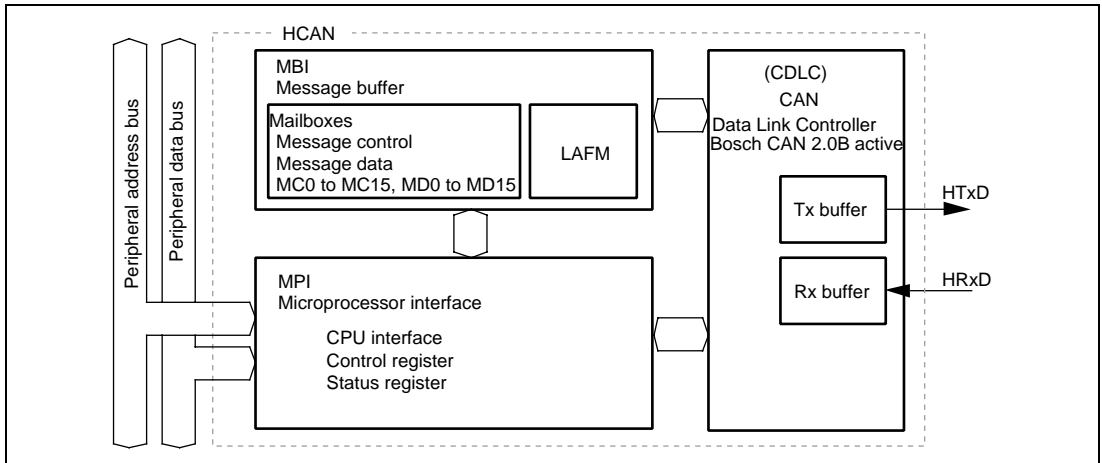 HCAN
Peripheral address bus
Peripheral data bus
MBI
Message buffer
Mailboxes
Message control
Message data
MC0 to MC15, MD0 to MD15
LAFM
MPI
Microprocessor interface
CPU interface
Control register
Status register
(CDLC)
CAN
Data Link Controller
Bosch CAN 2.0B active
Tx buffer
HTxD
Rx buffer
HRxD